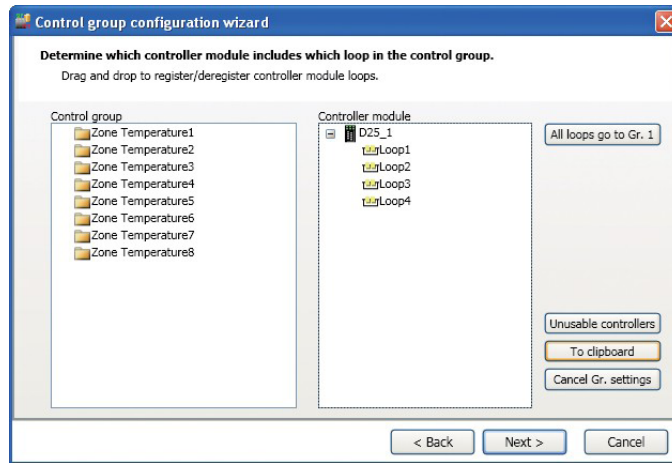 Control group configuration wizard
Determine which controller module includes which loop in the control group.
Drag and drop to register/deregister controller module loops.
Control group
Zone Temperature1
Zone Temperature2
Zone Temperature3
Zone Temperature4
Zone Temperature5
Zone Temperature6
Zone Temperature7
Zone Temperature8
Controller module
D25_1
Loop1
Loop2
Loop3
Loop4
All loops go to Gr. 1
Unusable controllers
To clipboard
Cancel Gr. settings
< Back
Next >
Cancel